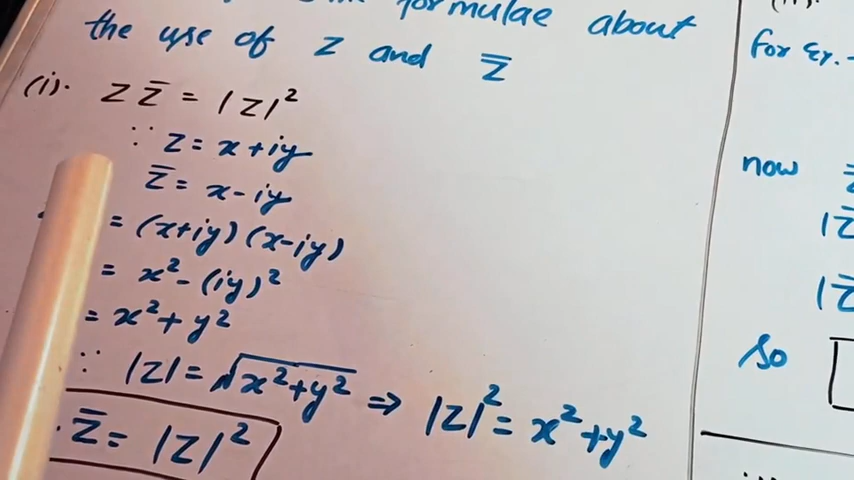 formulae about
the use of z and z̅
(i). z z̅ = |z|²
∵ z = x + iy
z̅ = x - iy
= (x+iy) (x-iy)
= x² - (iy)²
= x² + y²
∵ |z| = √x²+y² ⇒ |z|² = x² + y²
. z̅ = |z|²
for Ex. -
now
|z̅
|z̅
So